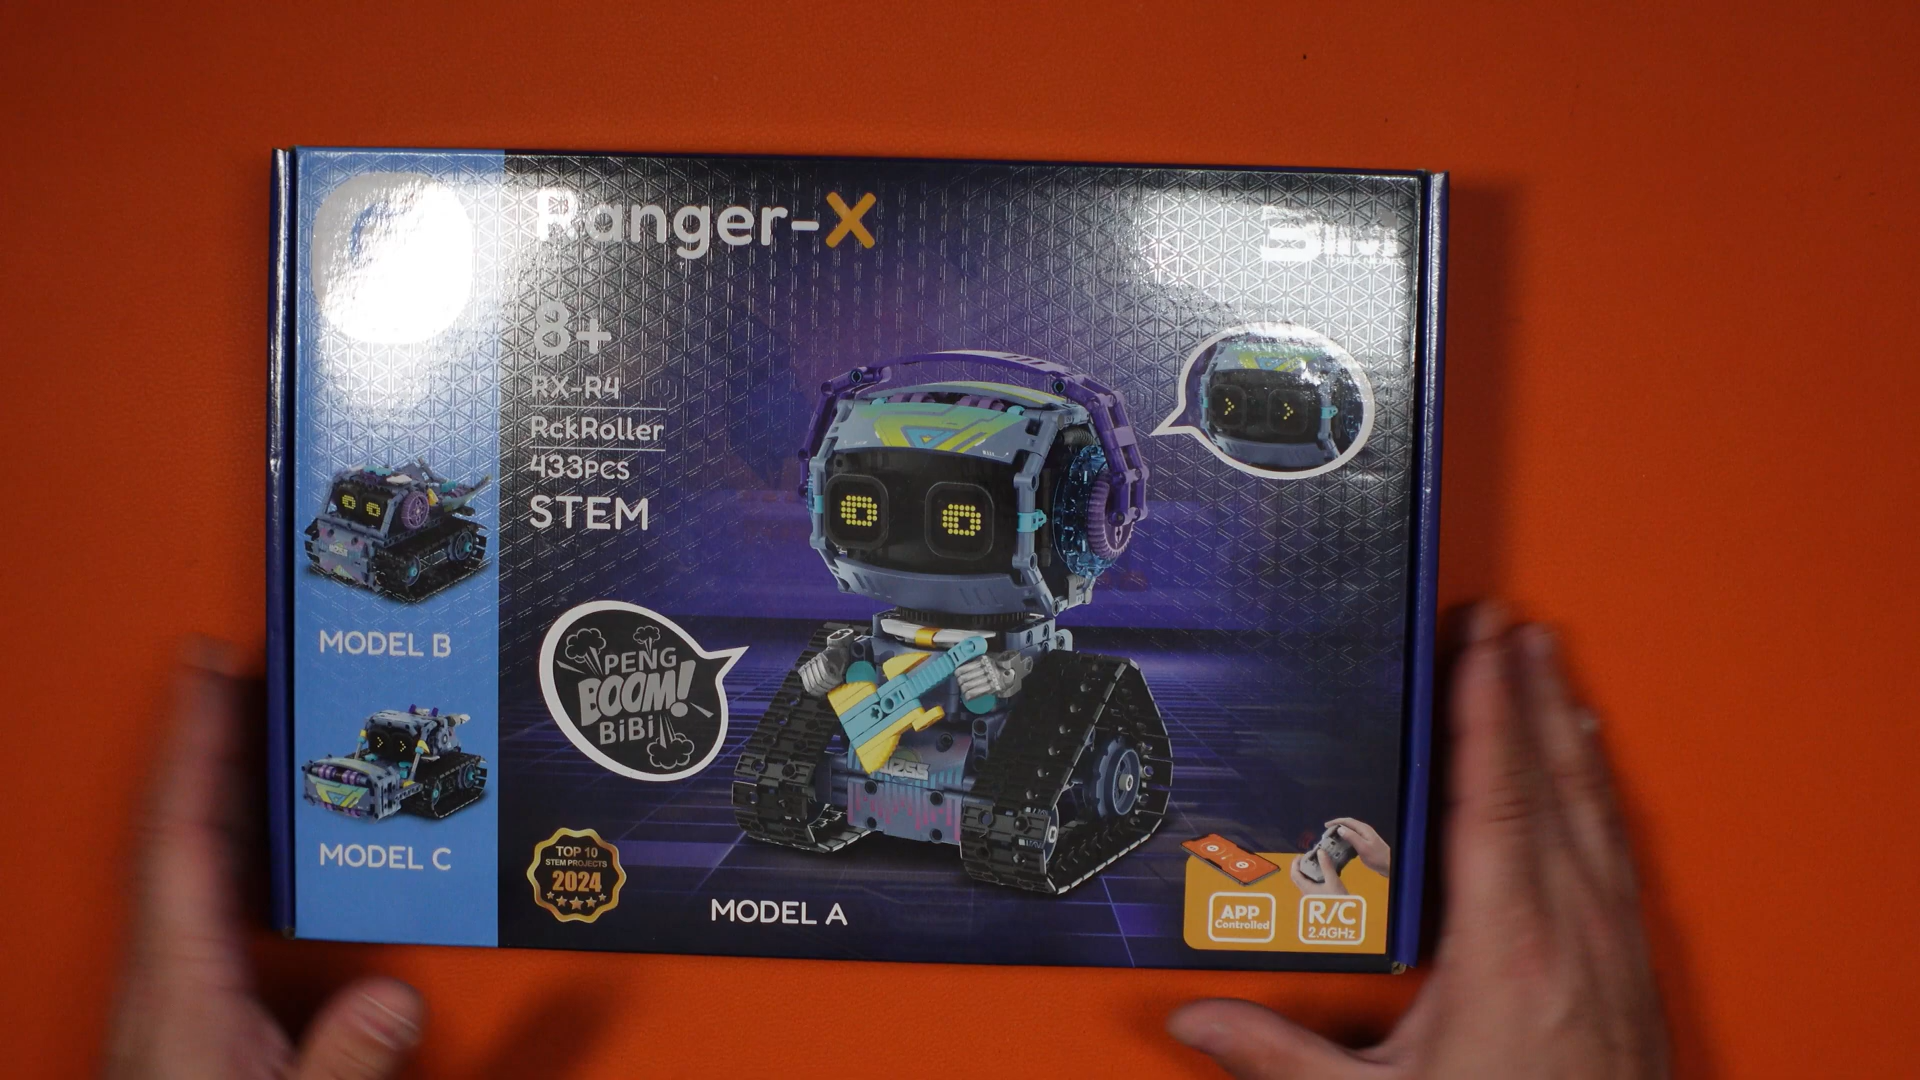 Ranger-X
8+
RX-R4
RckRoller
433PCS
STEM
MODEL B
MODEL C
PENG
BOOM!
BiBi
TOP 10
STEM PROJECTS
2024
MODEL A
APP
Controlled
R/C
2.4GHz